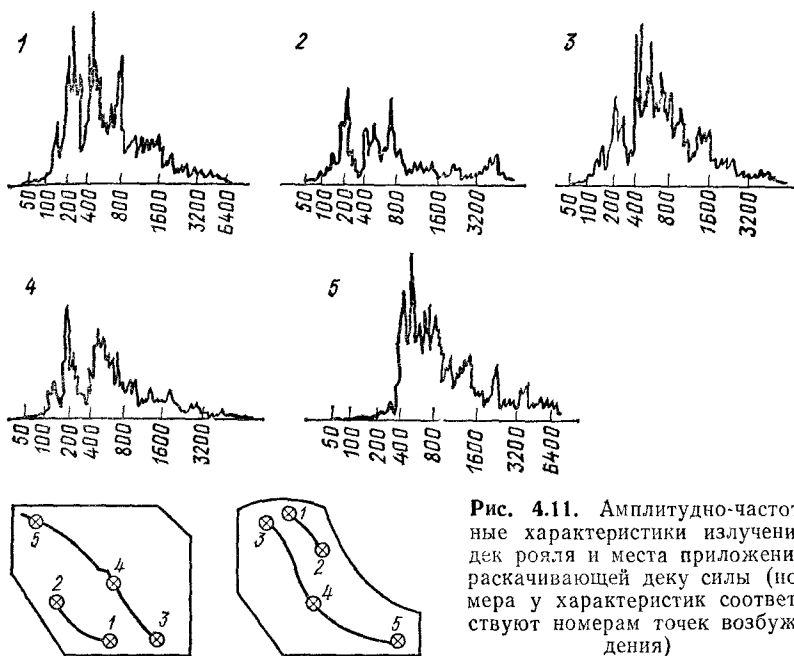 1
2
3
50 100 200 400 800 1600 3200 6400
50 100 200 400 800 1600 3200
50 100 200 400 800 1600 3200
4
5
50 100 200 400 800 1600 3200
50 100 200 400 800 1600 3200 6400
5 4 2 1 3
1 3 2 4 5
Рис. 4.11. Амплитудно-частот
ные характеристики излучени
дек рояля и места приложени
раскачивающей деку силы (но
мера у характеристик соответ
ствуют номерам точек возбуж
дения)